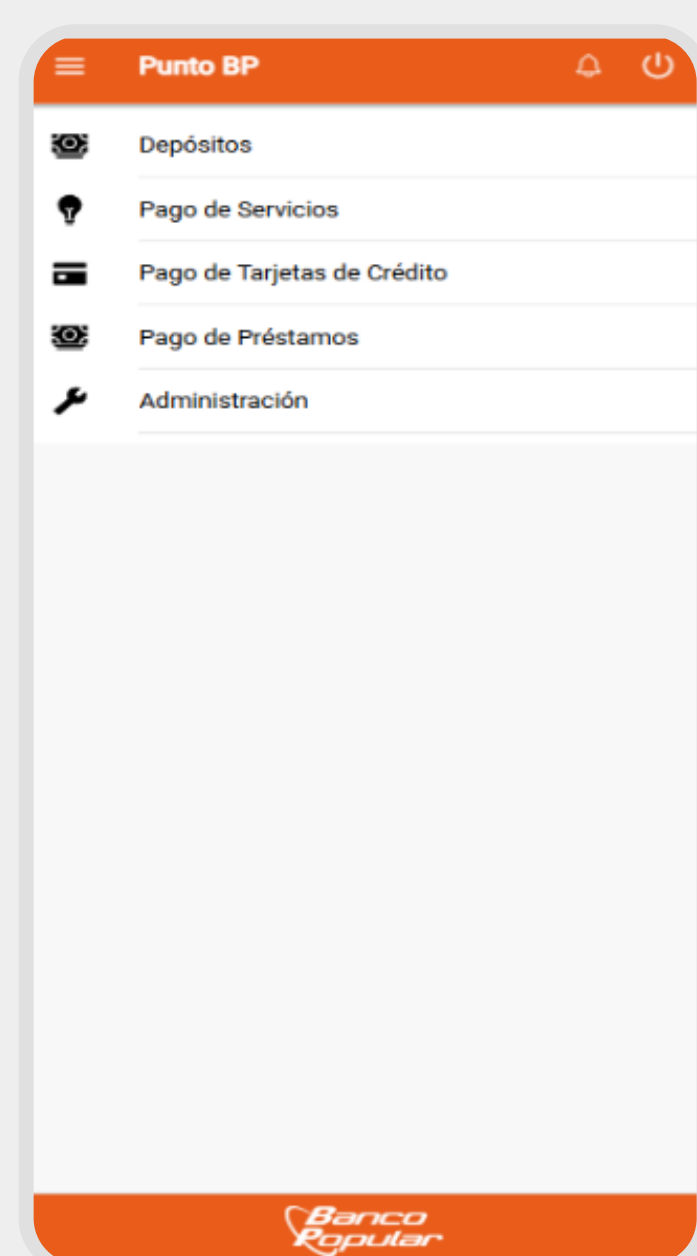 Punto BP
Depósitos
Pago de Servicios
Pago de Tarjetas de Crédito
Pago de Préstamos
Administración
Banco
Popular